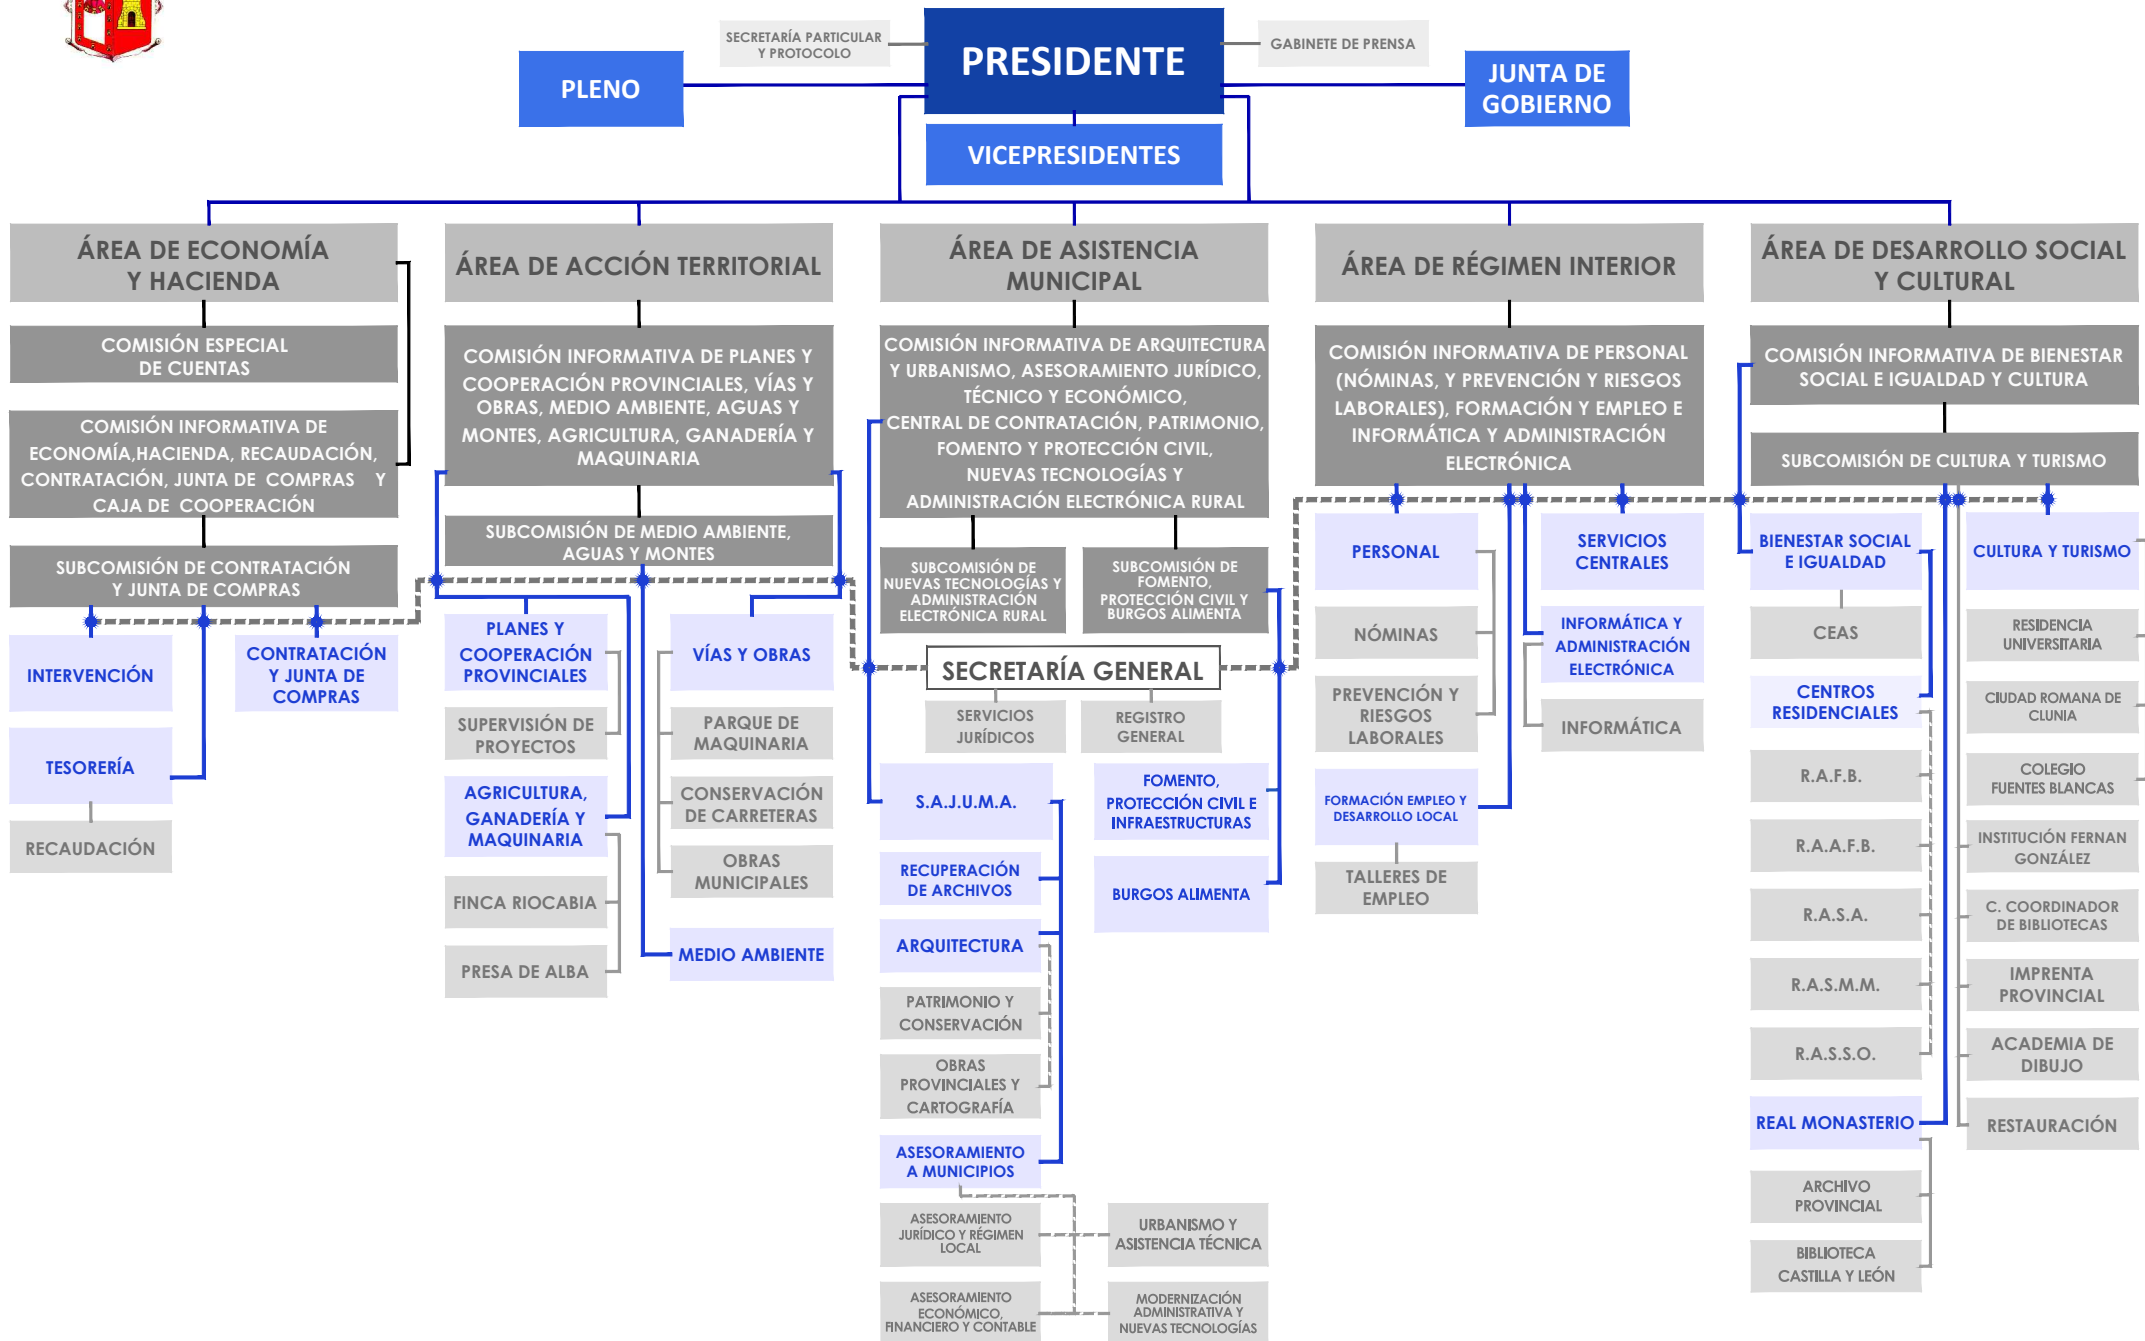 SECRETARÍA PARTICULAR
Y PROTOCOLO
PRESIDENTE
GABINETE DE PRENSA
PLENO
JUNTA DE
GOBIERNO
VICEPRESIDENTES
ÁREA DE ECONOMÍA
Y HACIENDA
COMISIÓN ESPECIAL
DE CUENTAS
COMISIÓN INFORMATIVA DE
ECONOMÍA,HACIENDA, RECAUDACIÓN,
CONTRATACIÓN, JUNTA DE COMPRAS Y
CAJA DE COOPERACIÓN
SUBCOMISIÓN DE CONTRATACIÓN
Y JUNTA DE COMPRAS
INTERVENCIÓN
CONTRATACIÓN
Y JUNTA DE
COMPRAS
TESORERÍA
RECAUDACIÓN
ÁREA DE ACCIÓN TERRITORIAL
COMISIÓN INFORMATIVA DE PLANES Y
COOPERACIÓN PROVINCIALES, VÍAS Y
OBRAS, MEDIO AMBIENTE, AGUAS Y
MONTES, AGRICULTURA, GANADERÍA Y
MAQUINARIA
SUBCOMISIÓN DE MEDIO AMBIENTE,
AGUAS Y MONTES
PLANES Y
COOPERACIÓN
PROVINCIALES
SUPERVISIÓN DE
PROYECTOS
AGRICULTURA,
GANADERÍA Y
MAQUINARIA
FINCA RIOCABIA
PRESA DE ALBA
VÍAS Y OBRAS
PARQUE DE
MAQUINARIA
CONSERVACIÓN
DE CARRETERAS
OBRAS
MUNICIPALES
MEDIO AMBIENTE
ÁREA DE ASISTENCIA
MUNICIPAL
COMISIÓN INFORMATIVA DE ARQUITECTURA
Y URBANISMO, ASESORAMIENTO JURÍDICO,
TÉCNICO Y ECONÓMICO,
CENTRAL DE CONTRATACIÓN, PATRIMONIO,
FOMENTO Y PROTECCIÓN CIVIL,
NUEVAS TECNOLOGÍAS Y
ADMINISTRACIÓN ELECTRÓNICA RURAL
SUBCOMISIÓN DE
NUEVAS TECNOLOGÍAS Y
ADMINISTRACIÓN
ELECTRÓNICA RURAL
SUBCOMISIÓN DE
FOMENTO,
PROTECCIÓN CIVIL Y
BURGOS ALIMENTA
SECRETARÍA GENERAL
SERVICIOS
JURÍDICOS
REGISTRO
GENERAL
S.A.J.U.M.A.
RECUPERACIÓN
DE ARCHIVOS
ARQUITECTURA
PATRIMONIO Y
CONSERVACIÓN
OBRAS
PROVINCIALES Y
CARTOGRAFÍA
ASESORAMIENTO
A MUNICIPIOS
FOMENTO,
PROTECCIÓN CIVIL E
INFRAESTRUCTURAS
BURGOS ALIMENTA
ASESORAMIENTO
JURÍDICO Y RÉGIMEN
LOCAL
URBANISMO Y
ASISTENCIA TÉCNICA
ASESORAMIENTO
ECONÓMICO,
FINANCIERO Y CONTABLE
MODERNIZACIÓN
ADMINISTRATIVA Y
NUEVAS TECNOLOGÍAS
ÁREA DE RÉGIMEN INTERIOR
COMISIÓN INFORMATIVA DE PERSONAL
(NÓMINAS, Y PREVENCIÓN Y RIESGOS
LABORALES), FORMACIÓN Y EMPLEO E
INFORMÁTICA Y ADMINISTRACIÓN
ELECTRÓNICA
PERSONAL
NÓMINAS
PREVENCIÓN Y
RIESGOS
LABORALES
FORMACIÓN EMPLEO Y
DESARROLLO LOCAL
TALLERES DE
EMPLEO
SERVICIOS
CENTRALES
INFORMÁTICA Y
ADMINISTRACIÓN
ELECTRÓNICA
INFORMÁTICA
ÁREA DE DESARROLLO SOCIAL
Y CULTURAL
COMISIÓN INFORMATIVA DE BIENESTAR
SOCIAL E IGUALDAD Y CULTURA
SUBCOMISIÓN DE CULTURA Y TURISMO
BIENESTAR SOCIAL
E IGUALDAD
CEAS
CENTROS
RESIDENCIALES
R.A.F.B.
R.A.A.F.B.
R.A.S.A.
R.A.S.M.M.
R.A.S.S.O.
REAL MONASTERIO
ARCHIVO
PROVINCIAL
BIBLIOTECA
CASTILLA Y LEÓN
CULTURA Y TURISMO
RESIDENCIA
UNIVERSITARIA
CIUDAD ROMANA DE
CLUNIA
COLEGIO
FUENTES BLANCAS
INSTITUCIÓN FERNAN
GONZÁLEZ
C. COORDINADOR
DE BIBLIOTECAS
IMPRENTA
PROVINCIAL
ACADEMIA DE
DIBUJO
RESTAURACIÓN